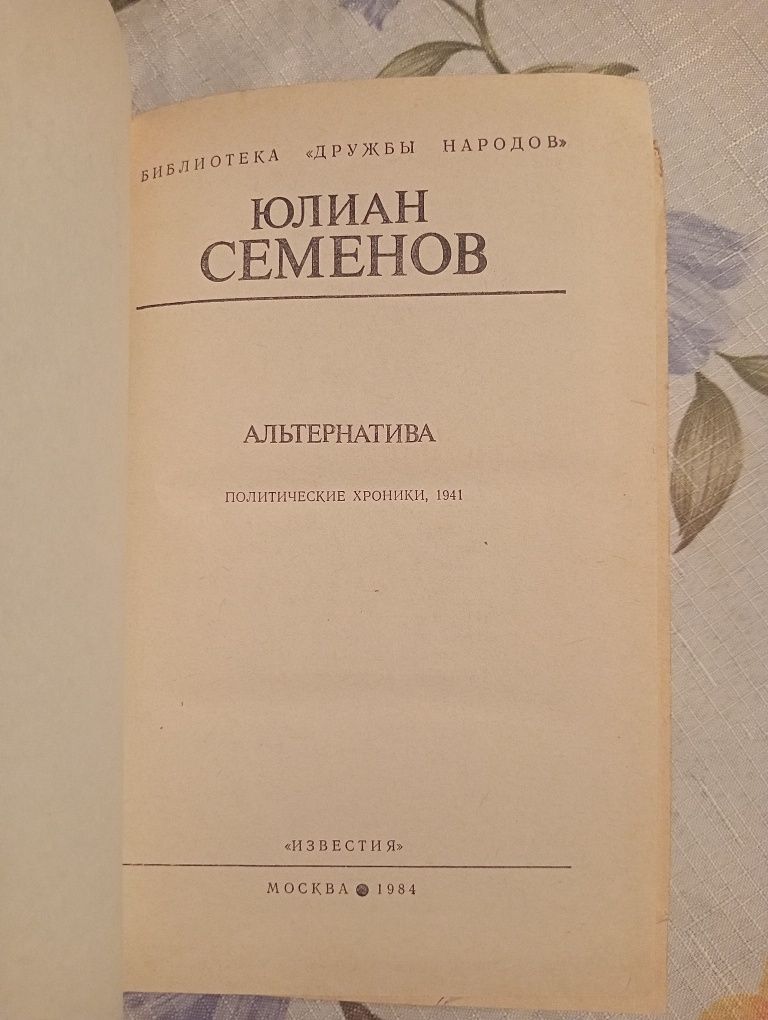 БИБЛИОТЕКА «ДРУЖБЫ НАРОДОВ»
ЮЛИАН
СЕМЕНОВ
АЛЬТЕРНАТИВА
ПОЛИТИЧЕСКИЕ ХРОНИКИ, 1941
«ИЗВЕСТИЯ»
МОСКВА 1984